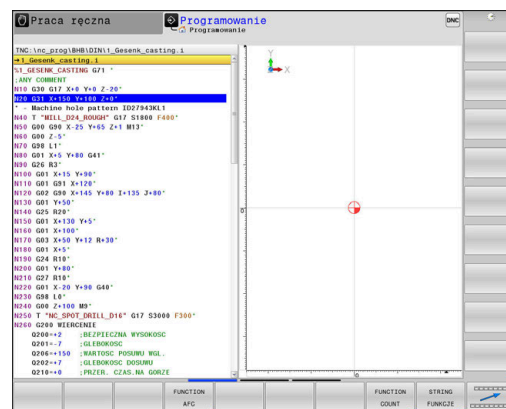 Praca ręczna
Programowanie
Programowanie
DNC
TNC:\nc_prog\BHB\DIN\1_Gesenk_casting.i
→1_Gesenk_casting.i
%1_GESENK_CASTING G71 *
;ANY COMMENT
N10 G30 G17 X+0 Y+0 Z-20*
N20 G31 X+150 Y+100 Z+0*
* - Machine hole pattern ID27943KL1
N40 T "MILL_D24_ROUGH" G17 S1800 F400*
N50 G00 G90 X-25 Y+65 Z+1 M13*
N60 G00 Z-5*
N70 G98 L1*
N80 G01 X+5 Y+80 G41*
N90 G26 R3*
N100 G01 X+15 Y+90*
N110 G01 G91 X+120*
N120 G02 G90 X+145 Y+80 I+135 J+80*
N130 G01 Y+50*
N140 G25 R20*
N150 G01 X+130 Y+5*
N160 G01 X+100*
N170 G03 X+50 Y+12 R+30*
N180 G01 X+5*
N190 G24 R10*
N200 G01 Y+80*
N210 G27 R10*
N220 G01 X-20 Y+90 G40*
N230 G98 L0*
N240 G00 Z+100 M9*
N250 T "NC_SPOT_DRILL_D16" G17 S3000 F300*
N260 G200 WIERCENIE
Q200=+2 ;BEZPIECZNA WYSOKOSC
Q201=-7 ;GLEBOKOSC
Q206=+150 ;WARTOSC POSUWU WGL.
Q202=+7 ;GLEBOKOSC DOSUWU
Q210=+0 ;PRZER. CZAS.NA GORZE
Y
X
0
0
FUNCTION
AFC
FUNCTION
COUNT
STRING
FUNKCJE